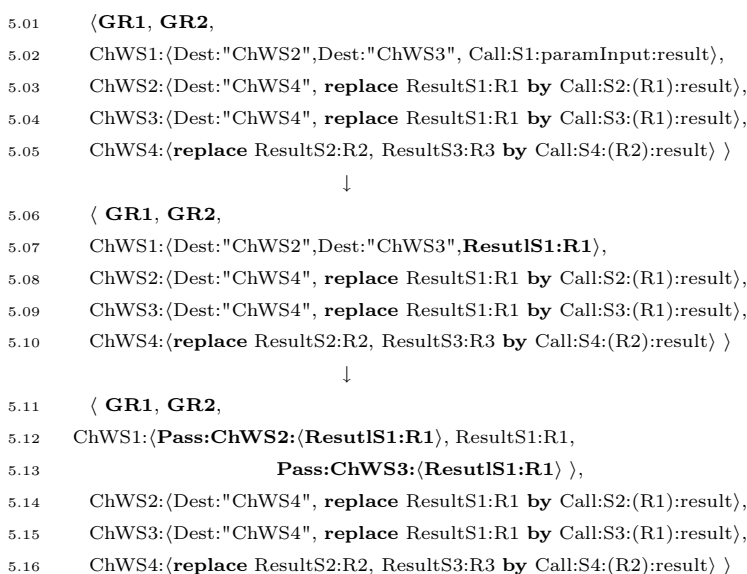 5.01 ⟨GR1, GR2,
5.02 ChWS1:⟨Dest:"ChWS2",Dest:"ChWS3", Call:S1:paramInput:result⟩,
5.03 ChWS2:⟨Dest:"ChWS4", replace ResultS1:R1 by Call:S2:(R1):result⟩,
5.04 ChWS3:⟨Dest:"ChWS4", replace ResultS1:R1 by Call:S3:(R1):result⟩,
5.05 ChWS4:⟨replace ResultS2:R2, ResultS3:R3 by Call:S4:(R2):result⟩ ⟩
↓
5.06 ⟨ GR1, GR2,
5.07 ChWS1:⟨Dest:"ChWS2",Dest:"ChWS3",ResutlS1:R1⟩,
5.08 ChWS2:⟨Dest:"ChWS4", replace ResultS1:R1 by Call:S2:(R1):result⟩,
5.09 ChWS3:⟨Dest:"ChWS4", replace ResultS1:R1 by Call:S3:(R1):result⟩,
5.10 ChWS4:⟨replace ResultS2:R2, ResultS3:R3 by Call:S4:(R2):result⟩ ⟩
↓
5.11 ⟨ GR1, GR2,
5.12 ChWS1:⟨Pass:ChWS2:⟨ResutlS1:R1⟩, ResultS1:R1,
5.13 Pass:ChWS3:⟨ResutlS1:R1⟩ ⟩,
5.14 ChWS2:⟨Dest:"ChWS4", replace ResultS1:R1 by Call:S2:(R1):result⟩,
5.15 ChWS3:⟨Dest:"ChWS4", replace ResultS1:R1 by Call:S3:(R1):result⟩,
5.16 ChWS4:⟨replace ResultS2:R2, ResultS3:R3 by Call:S4:(R2):result⟩ ⟩